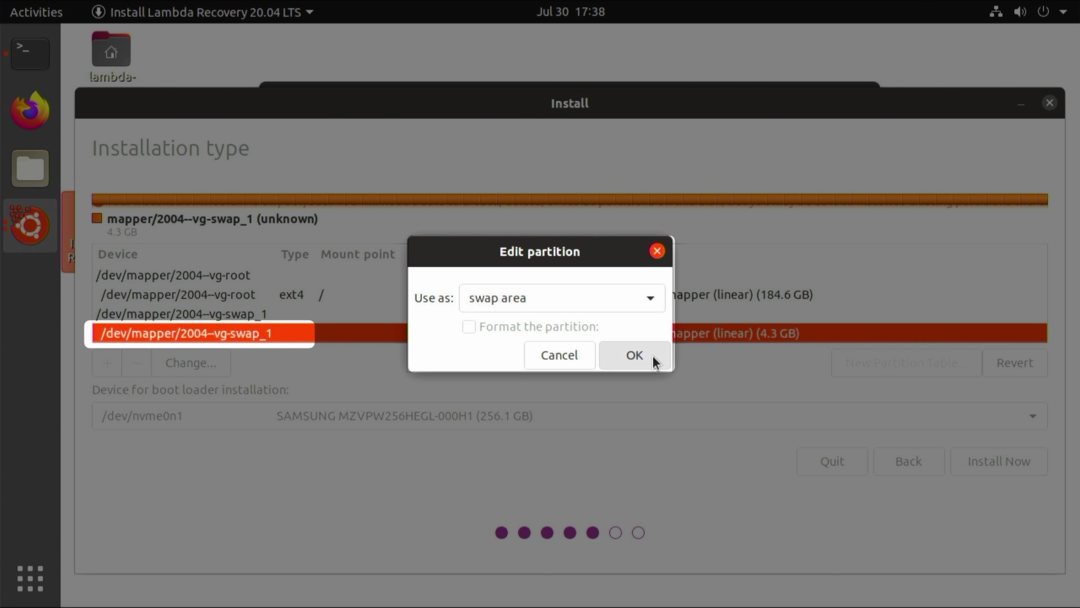 Activities
Install Lambda Recovery 20.04 LTS
Jul 30 17:38
lambda-
Install
Installation type
mapper/2004--vg-swap_1 (unknown)
4.3 GB
Device Type Mount point
/dev/mapper/2004--vg-root
/dev/mapper/2004--vg-root ext4 /
mapper (linear) (184.6 GB)
/dev/mapper/2004--vg-swap_1
/dev/mapper/2004--vg-swap_1
mapper (linear) (4.3 GB)
Edit partition
Use as: swap area
Format the partition:
Cancel OK
+ - Change...
New Partition Table... Revert
Device for boot loader installation:
/dev/nvme0n1 SAMSUNG MZVPW256HEGL-000H1 (256.1 GB)
Quit Back Install Now